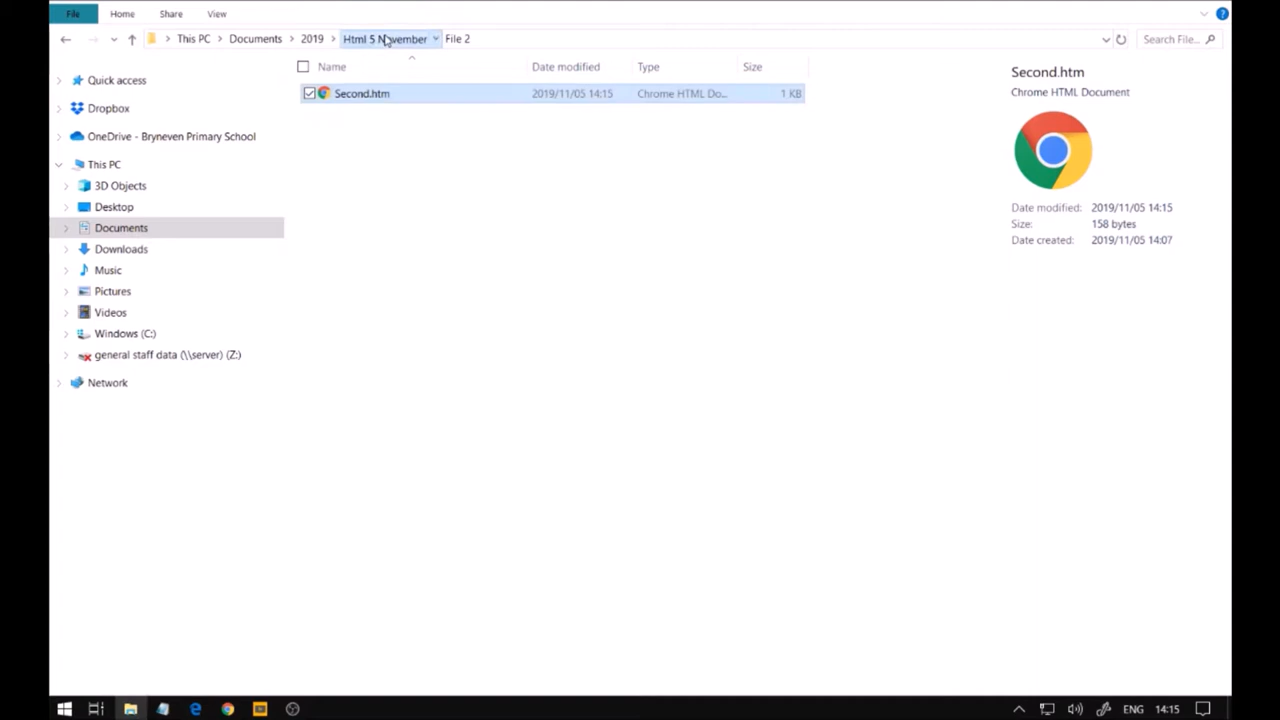 File Home Share View
This PC Documents 2019 Html 5 November File 2 Search File...
Name Date modified Type Size
Second.htm 2019/11/05 14:15 Chrome HTML Do... 1 KB
Quick access
Dropbox
OneDrive - Bryneven Primary School
This PC
3D Objects
Desktop
Documents
Downloads
Music
Pictures
Videos
Windows (C:)
general staff data (\\server) (Z:)
Network
Second.htm
Chrome HTML Document
Date modified: 2019/11/05 14:15
Size: 158 bytes
Date created: 2019/11/05 14:07
ENG 14:15